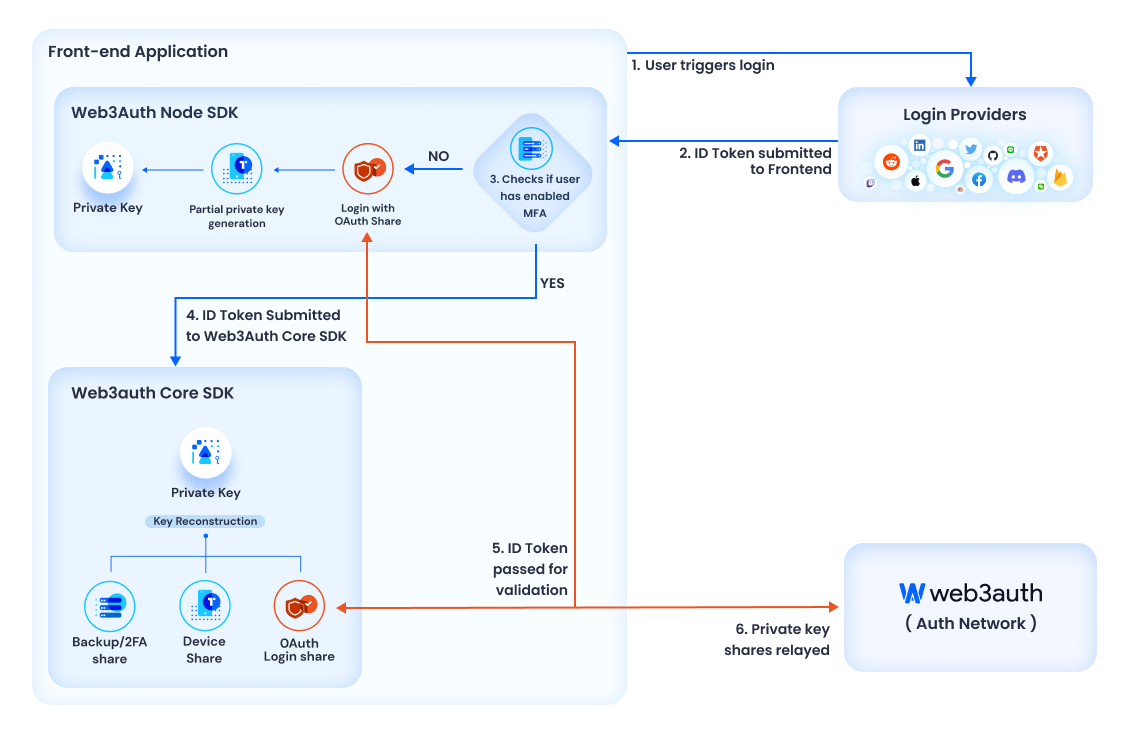 Front-end Application
1. User triggers login
Web3Auth Node SDK
Login Providers
NO
2. ID Token submitted
to Frontend
3. Checks if user
has enabled
MFA
Private Key
Partial private key
generation
Login with
OAuth Share
YES
4. ID Token Submitted
to Web3Auth Core SDK
Web3auth Core SDK
Private Key
Key Reconstruction
5. ID Token
passed for
validation
Backup/2FA
share
Device
Share
OAuth
Login share
web3auth
( Auth Network )
6. Private key
shares relayed